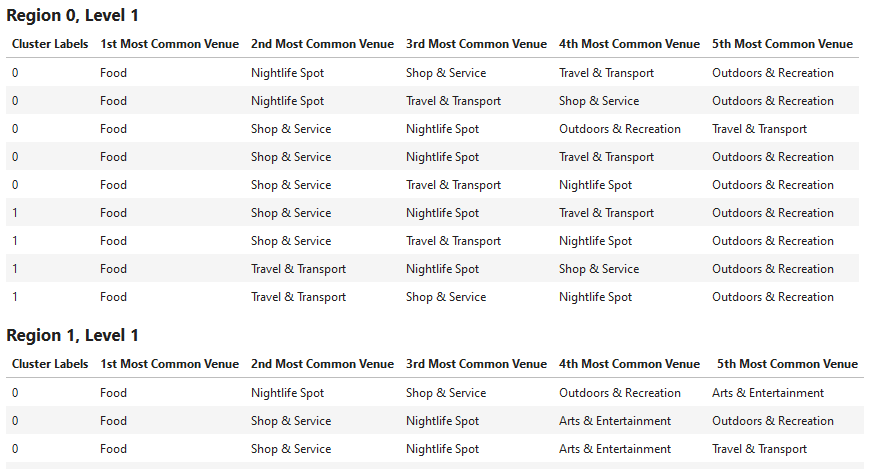 Region 0, Level 1
Cluster Labels 1st Most Common Venue 2nd Most Common Venue 3rd Most Common Venue 4th Most Common Venue 5th Most Common Venue
0 Food Nightlife Spot Shop & Service Travel & Transport Outdoors & Recreation
0 Food Nightlife Spot Travel & Transport Shop & Service Outdoors & Recreation
0 Food Shop & Service Nightlife Spot Outdoors & Recreation Travel & Transport
0 Food Shop & Service Nightlife Spot Travel & Transport Outdoors & Recreation
0 Food Shop & Service Travel & Transport Nightlife Spot Outdoors & Recreation
1 Food Shop & Service Nightlife Spot Travel & Transport Outdoors & Recreation
1 Food Shop & Service Travel & Transport Nightlife Spot Outdoors & Recreation
1 Food Travel & Transport Nightlife Spot Shop & Service Outdoors & Recreation
1 Food Travel & Transport Shop & Service Nightlife Spot Outdoors & Recreation
Region 1, Level 1
Cluster Labels 1st Most Common Venue 2nd Most Common Venue 3rd Most Common Venue 4th Most Common Venue 5th Most Common Venue
0 Food Nightlife Spot Shop & Service Outdoors & Recreation Arts & Entertainment
0 Food Shop & Service Nightlife Spot Arts & Entertainment Outdoors & Recreation
0 Food Shop & Service Nightlife Spot Arts & Entertainment Travel & Transport